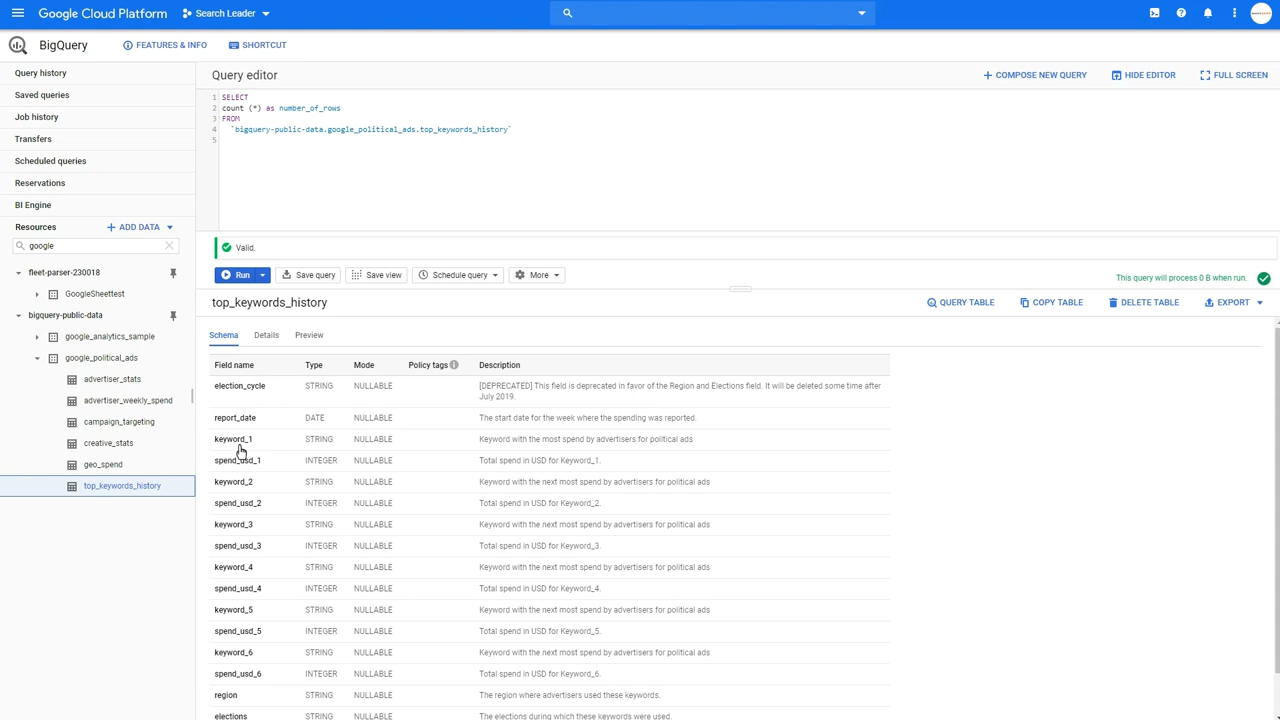 Google Cloud Platform Search Leader
BigQuery FEATURES & INFO SHORTCUT
Query history
Saved queries
Job history
Transfers
Scheduled queries
Reservations
BI Engine
Resources ADD DATA
google
fleet-parser-230018
GoogleSheettest
bigquery-public-data
google_analytics_sample
google_political_ads
advertiser_stats
advertiser_weekly_spend
campaign_targeting
creative_stats
geo_spend
top_keywords_history
Query editor COMPOSE NEW QUERY HIDE EDITOR FULL SCREEN
1 SELECT
2 count (*) as number_of_rows
3 FROM
4 `bigquery-public-data.google_political_ads.top_keywords_history`
5
Valid.
Run Save query Save view Schedule query More This query will process 0 B when run.
top_keywords_history QUERY TABLE COPY TABLE DELETE TABLE EXPORT
Schema Details Preview
Field name Type Mode Policy tags Description
election_cycle STRING NULLABLE [DEPRECATED] This field is deprecated in favor of the Region and Elections field. It will be deleted some time after
July 2019.
report_date DATE NULLABLE The start date for the week where the spending was reported.
keyword_1 STRING NULLABLE Keyword with the most spend by advertisers for political ads
spend_usd_1 INTEGER NULLABLE Total spend in USD for Keyword_1.
keyword_2 STRING NULLABLE Keyword with the next most spend by advertisers for political ads
spend_usd_2 INTEGER NULLABLE Total spend in USD for Keyword_2.
keyword_3 STRING NULLABLE Keyword with the next most spend by advertisers for political ads
spend_usd_3 INTEGER NULLABLE Total spend in USD for Keyword_3.
keyword_4 STRING NULLABLE Keyword with the next most spend by advertisers for political ads
spend_usd_4 INTEGER NULLABLE Total spend in USD for Keyword_4.
keyword_5 STRING NULLABLE Keyword with the next most spend by advertisers for political ads
spend_usd_5 INTEGER NULLABLE Total spend in USD for Keyword_5.
keyword_6 STRING NULLABLE Keyword with the next most spend by advertisers for political ads
spend_usd_6 INTEGER NULLABLE Total spend in USD for Keyword_6.
region STRING NULLABLE The region where advertisers used these keywords.
elections STRING NULLABLE The elections during which these keywords were used.